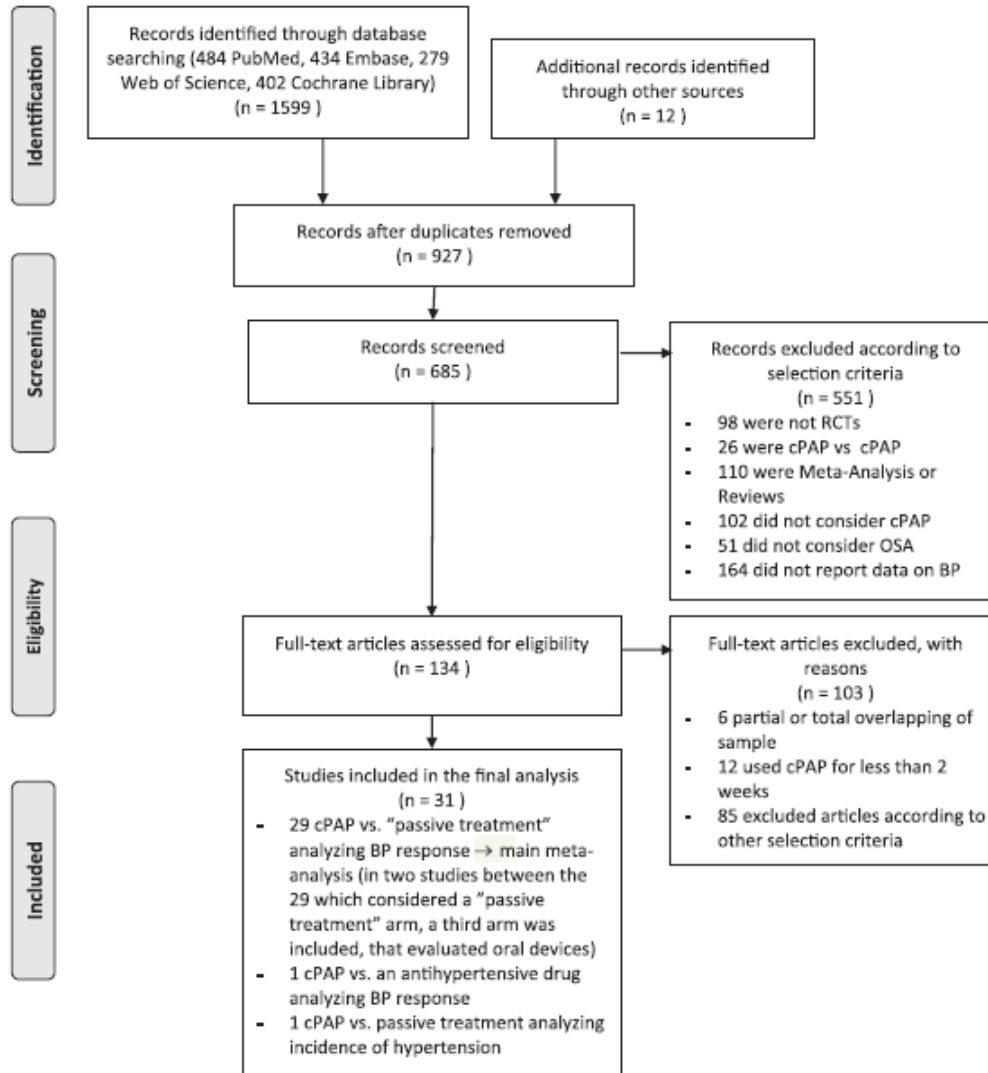 Identification
Records identified through database
searching (484 PubMed, 434 Embase, 279
Web of Science, 402 Cochrane Library)
(n = 1599 )
Additional records identified
through other sources
(n = 12 )
Records after duplicates removed
(n = 927 )
Screening
Records screened
(n = 685 )
Records excluded according to
selection criteria
(n = 551 )
- 98 were not RCTs
- 26 were cPAP vs cPAP
- 110 were Meta-Analysis or
Reviews
- 102 did not consider cPAP
- 51 did not consider OSA
- 164 did not report data on BP
Eligibility
Full-text articles assessed for eligibility
(n = 134 )
Full-text articles excluded, with
reasons
(n = 103 )
- 6 partial or total overlapping of
sample
- 12 used cPAP for less than 2
weeks
- 85 excluded articles according to
other selection criteria
Included
Studies included in the final analysis
(n = 31 )
- 29 cPAP vs. "passive treatment"
analyzing BP response → main meta-
analysis (in two studies between the
29 which considered a "passive
treatment" arm, a third arm was
included, that evaluated oral devices)
- 1 cPAP vs. an antihypertensive drug
analyzing BP response
- 1 cPAP vs. passive treatment analyzing
incidence of hypertension